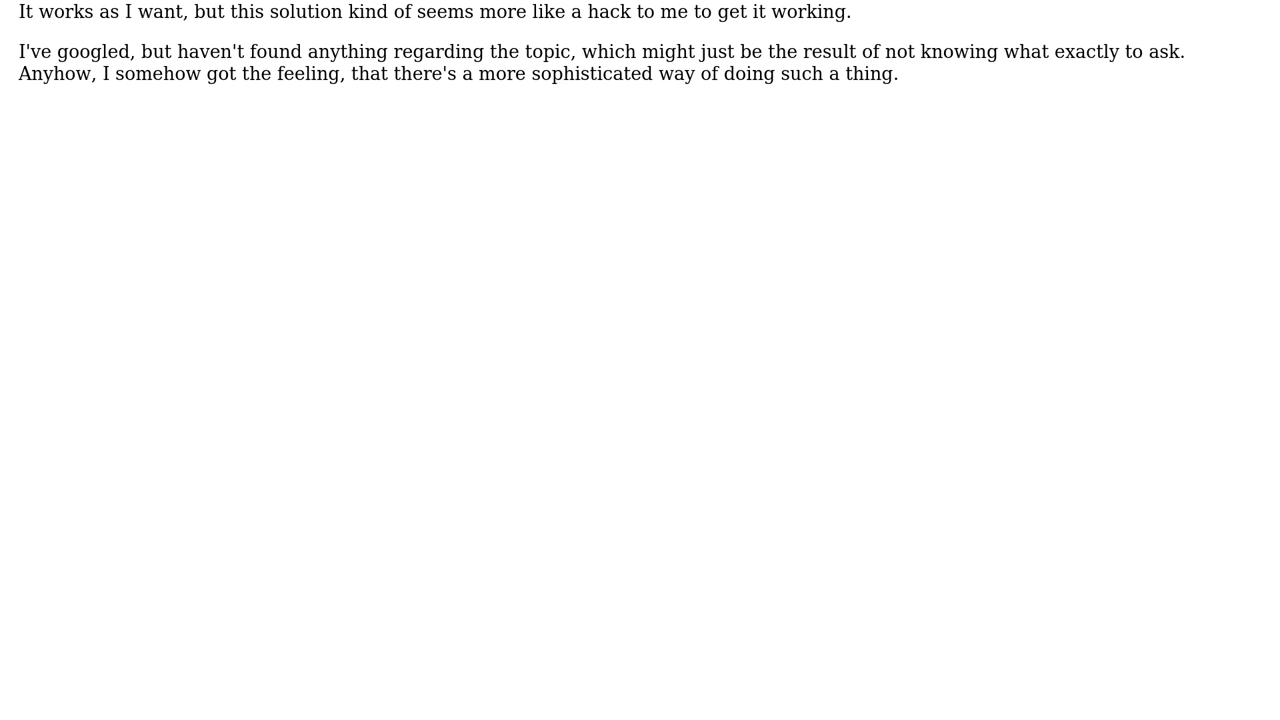 It works as I want, but this solution kind of seems more like a hack to me to get it working.
I've googled, but haven't found anything regarding the topic, which might just be the result of not knowing what exactly to ask.
Anyhow, I somehow got the feeling, that there's a more sophisticated way of doing such a thing.